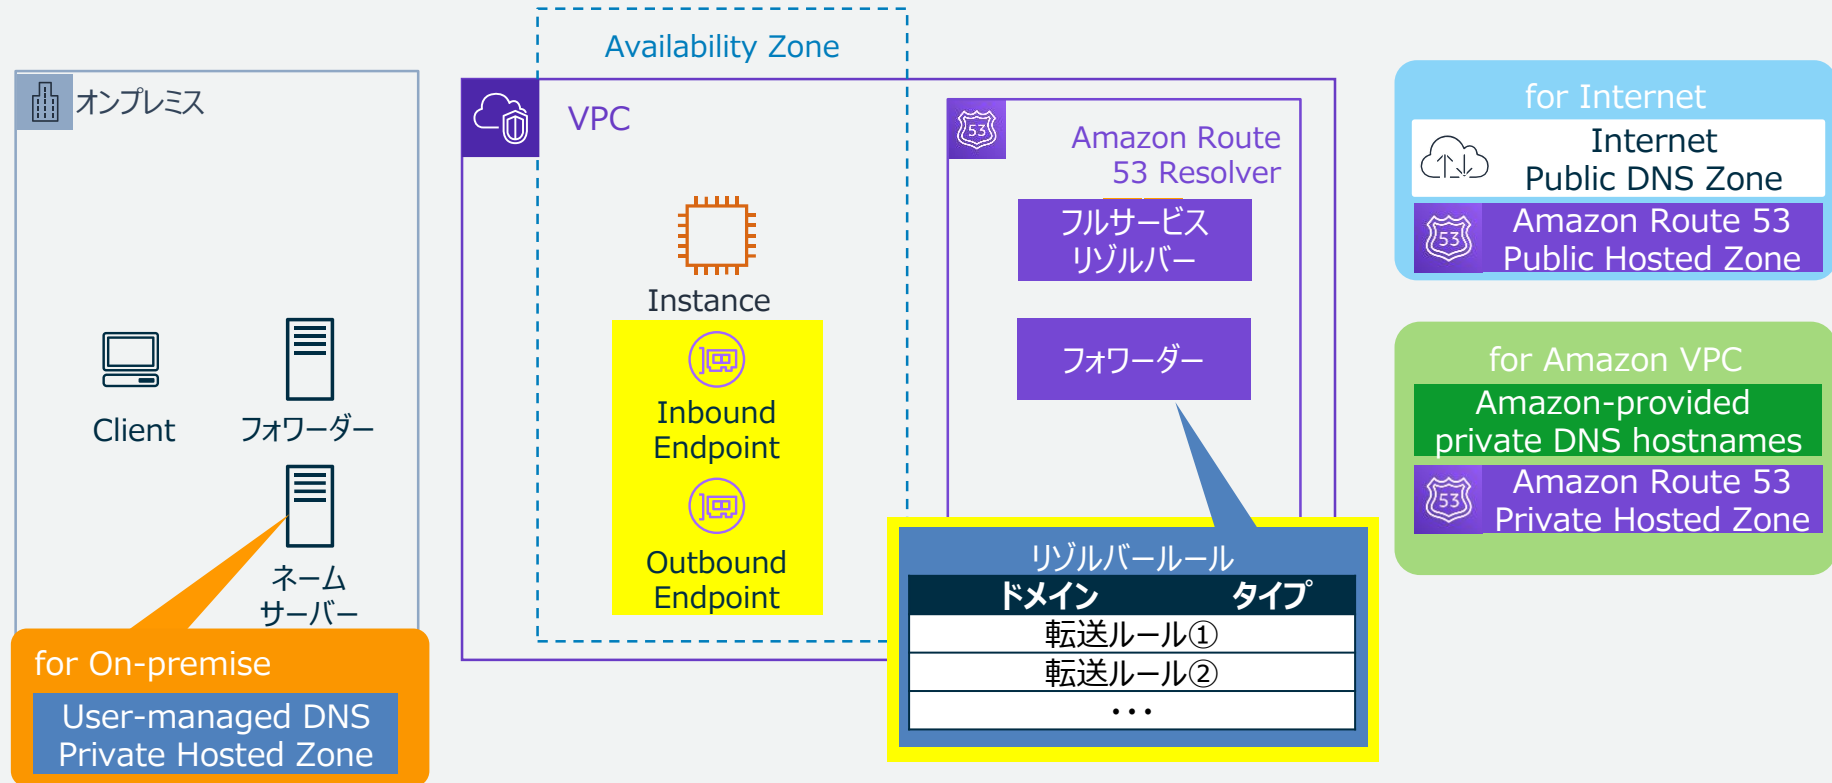 Availability Zone
オンプレミス
Client
フォワーダー
ネーム
サーバー
for On-premise
User-managed DNS
Private Hosted Zone
VPC
Instance
Inbound
Endpoint
Outbound
Endpoint
53
Amazon Route
53 Resolver
フルサービス
リゾルバー
フォワーダー
リゾルバールール
ドメイン タイプ
転送ルール①
転送ルール②
・・・
for Internet
Internet
Public DNS Zone
53
Amazon Route 53
Public Hosted Zone
for Amazon VPC
Amazon-provided
private DNS hostnames
53
Amazon Route 53
Private Hosted Zone